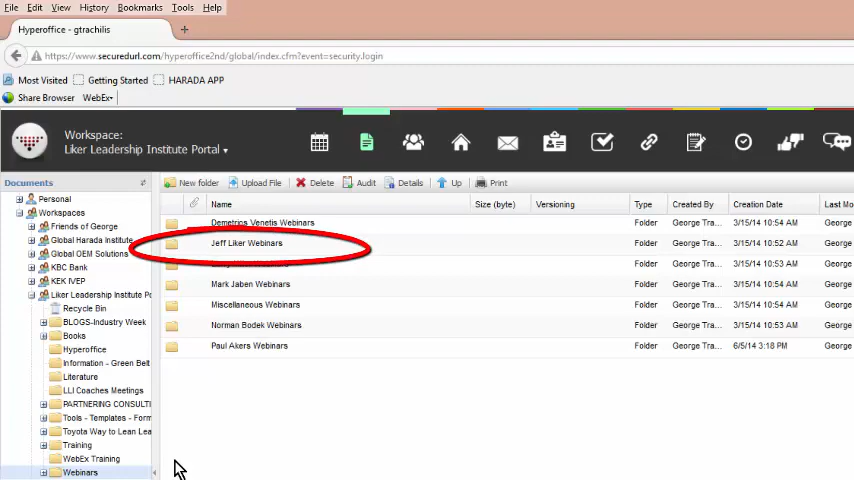 File Edit View History Bookmarks Tools Help
Hyperoffice - gtrachilis
https://www.securedurl.com/hyperoffice2nd/global/index.cfm?event=security.login
Most Visited Getting Started HARADA APP
Share Browser WebEx
Workspace:
Liker Leadership Institute Portal
Documents
New folder Upload File Delete Audit Details Up Print
Personal
Workspaces
Friends of George
Global Harada Institute
Global OEM Solutions
KBC Bank
KEK IVEP
Liker Leadership Institute Po
Recycle Bin
BLOGS-Industry Week
Books
Hyperoffice
Information - Green Belt
Literature
LLI Coaches Meetings
PARTNERING CONSULTI
Tools - Templates - Form
Toyota Way to Lean Lea
Training
WebEx Training
Webinars
Name Size (byte) Versioning Type Created By Creation Date Last Mo
Demetrios Venetis Webinars Folder George Tra... 3/15/14 10:54 AM George
Jeff Liker Webinars Folder George Tra... 3/15/14 10:52 AM George
Folder George Tra... 3/15/14 10:53 AM George
Mark Jaben Webinars Folder George Tra... 3/15/14 10:54 AM George
Miscellaneous Webinars Folder George Tra... 3/15/14 10:54 AM George
Norman Bodek Webinars Folder George Tra... 3/15/14 10:53 AM George
Paul Akers Webinars Folder George Tra... 6/5/14 3:18 PM George